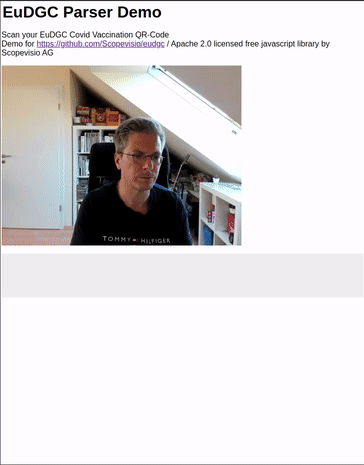 EuDGC Parser Demo
Scan your EuDGC Covid Vaccination QR-Code
Demo for https://github.com/Scopevisio/eudgc / Apache 2.0 licensed free javascript library by
Scopevisio AG
TOMMY HILFIGER